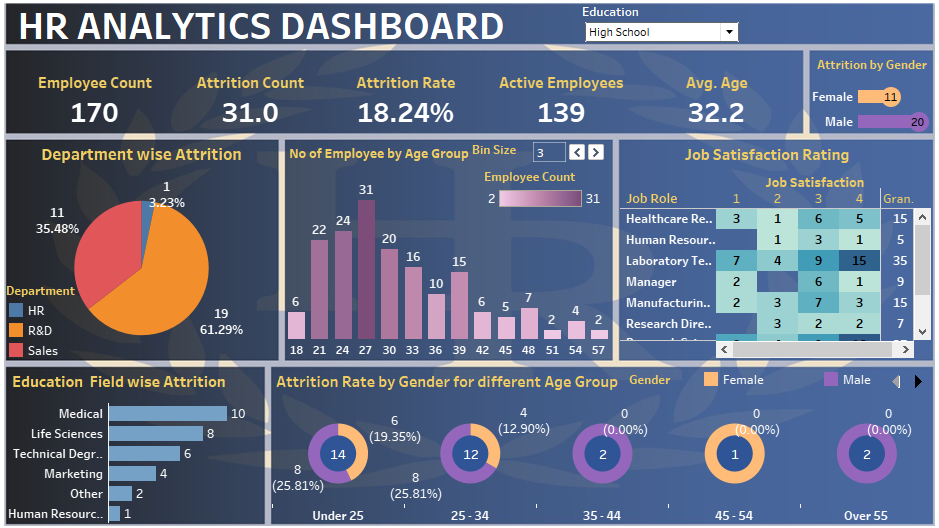 HR ANALYTICS DASHBOARD
Education
High School
Employee Count
170
Attrition Count
31.0
Attrition Rate
18.24%
Active Employees
139
Avg. Age
32.2
Attrition by Gender
Female 11
Male 20
Department wise Attrition
1
3.23%
11
35.48%
19
61.29%
Department
HR
R&D
Sales
No of Employee by Age Group
Bin Size 3
Employee Count
2 31
6 22 24 31 20 16 10 15 6 5 7 2 4 2
18 21 24 27 30 33 36 39 42 45 48 51 54 57
Job Satisfaction Rating
Job Satisfaction
Job Role 1 2 3 4 Gran.
Healthcare Re.. 3 1 6 5 15
Human Resour.. 1 3 1 5
Laboratory Te.. 7 4 9 15 35
Manager 2 6 1 9
Manufacturin.. 2 3 7 3 15
Research Dire.. 3 2 2 7
Education Field wise Attrition
Medical 10
Life Sciences 8
Technical Degr.. 6
Marketing 4
Other 2
Human Resourc.. 1
Attrition Rate by Gender for different Age Group
Gender Female Male
6
(19.35%)
14
8
(25.81%)
Under 25
4
(12.90%)
12
8
(25.81%)
25 - 34
0
(0.00%)
2
35 - 44
0
(0.00%)
1
45 - 54
0
(0.00%)
2
Over 55